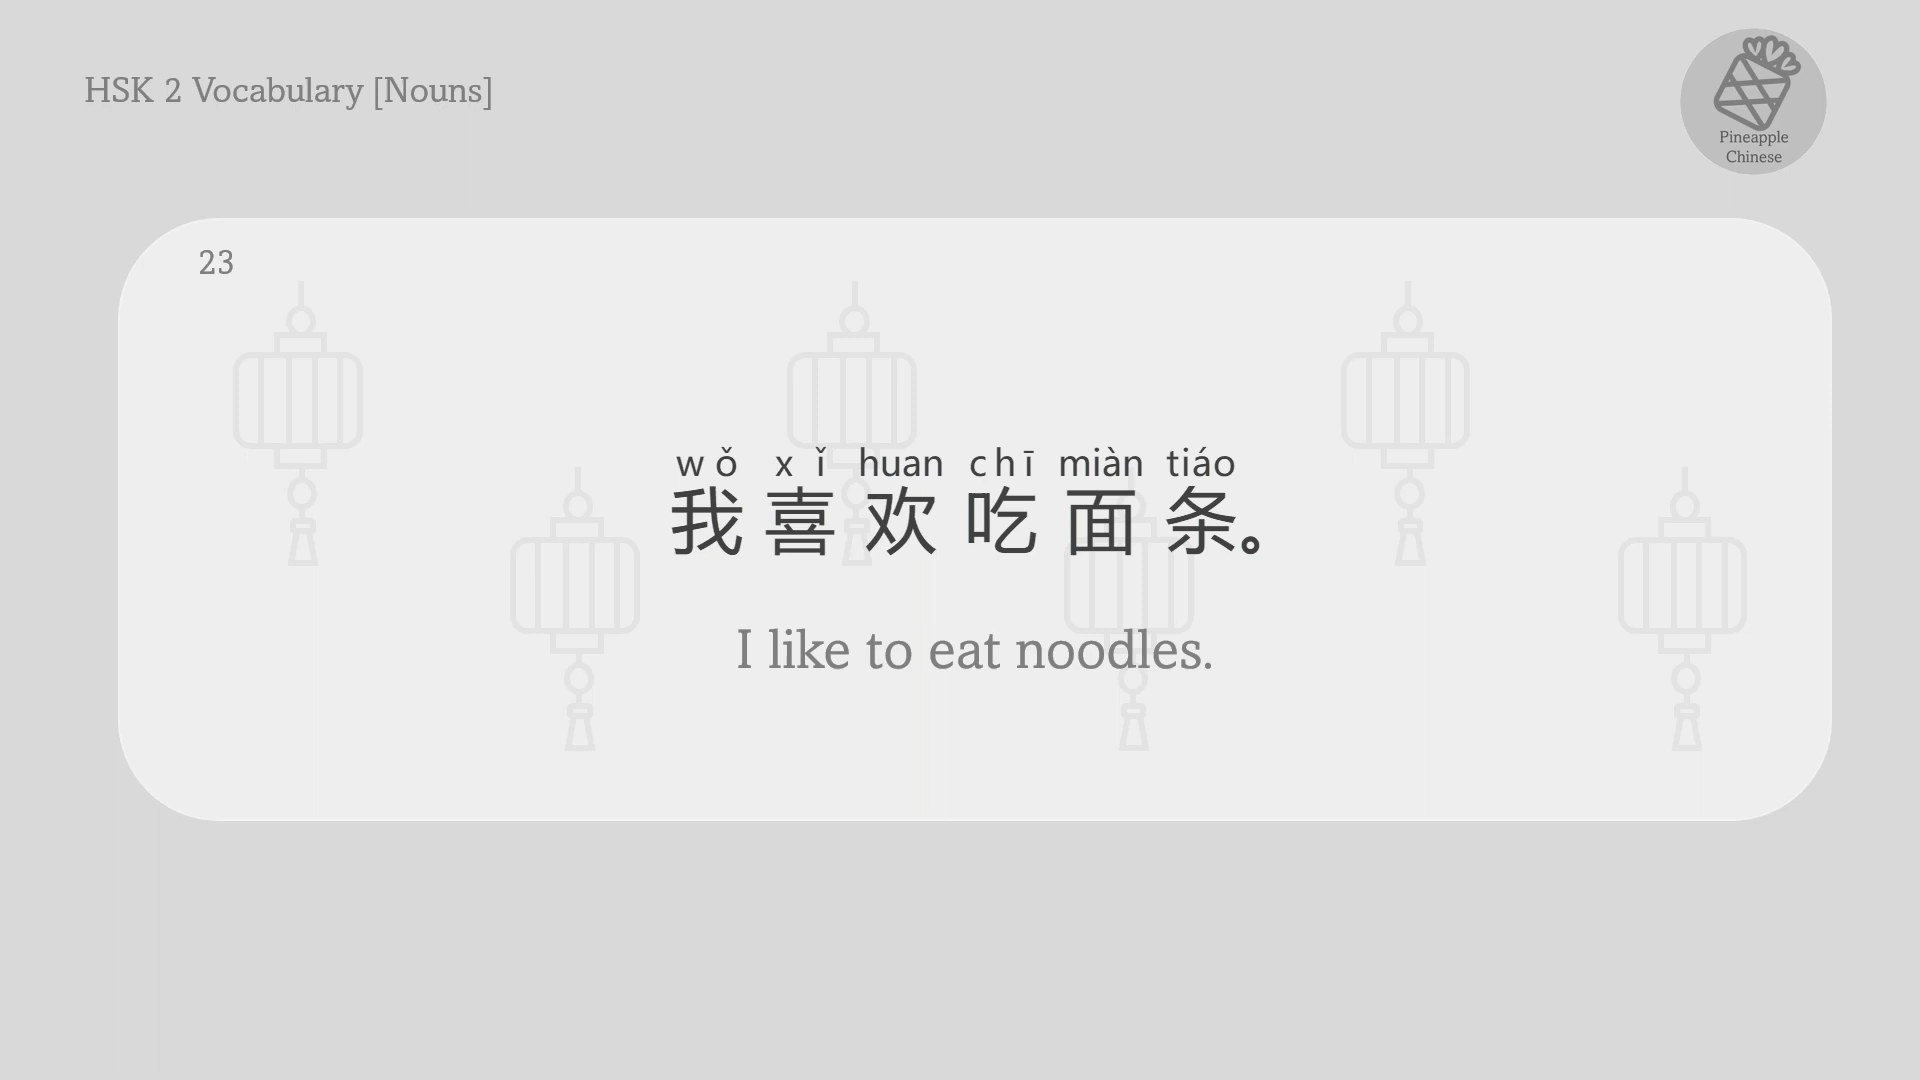 HSK 2 Vocabulary [Nouns]
Pineapple
Chinese
23
wǒ xǐ huan chī miàn tiáo
我喜欢吃面条。
I like to eat noodles.